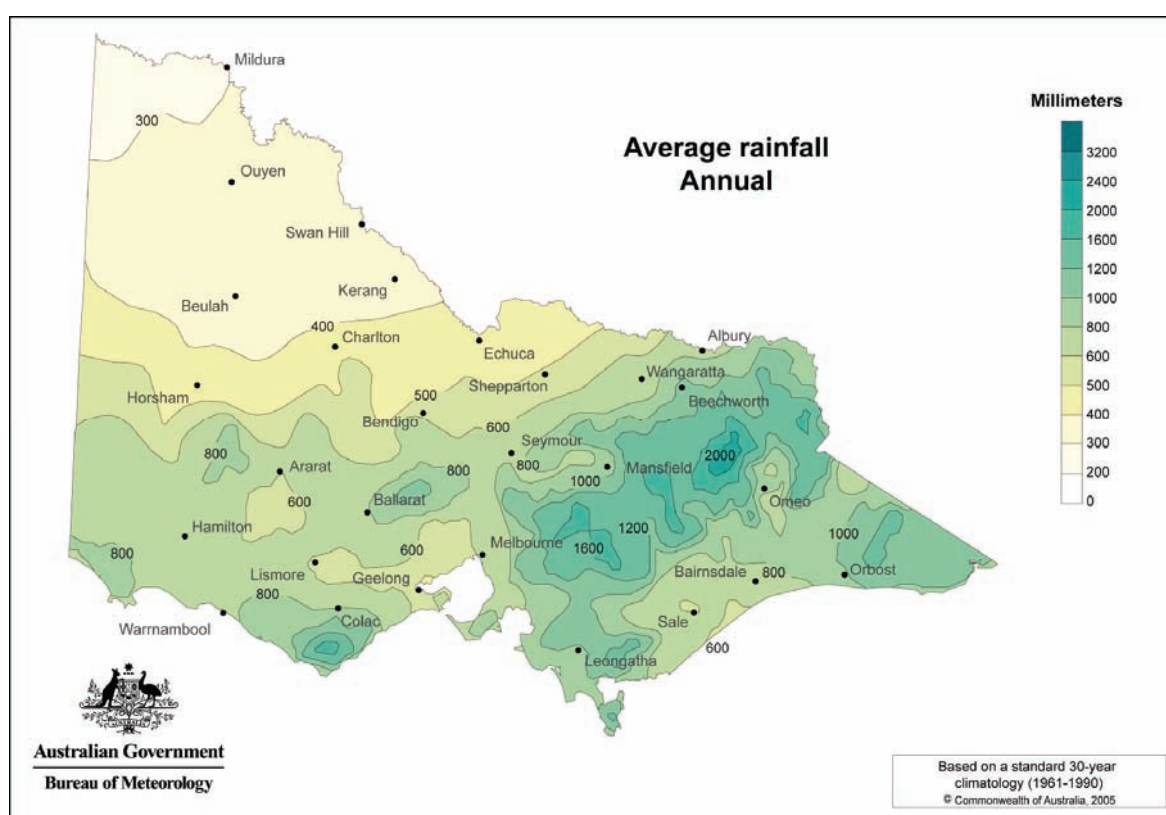 Average rainfall
Annual
Millimeters
3200
2400
2000
1600
1200
1000
800
600
500
400
300
200
0
Mildura
300
Ouyen
Swan Hill
Kerang
Beulah
400
Charlton
Echuca
Albury
Shepparton
Wangaratta
Horsham
500
Beechworth
Bendigo
600
Seymour
800
800
800
Mansfield
2000
Ararat
1000
Omeo
600
Ballarat
Hamilton
1200
1000
800
600
Melbourne
1600
Lismore
Geelong
Bairnsdale
800
Orbost
800
Warrnambool
Colac
Sale
600
Leongatha
Australian Government
Bureau of Meteorology
Based on a standard 30-year
climatology (1961-1990)
© Commonwealth of Australia, 2005